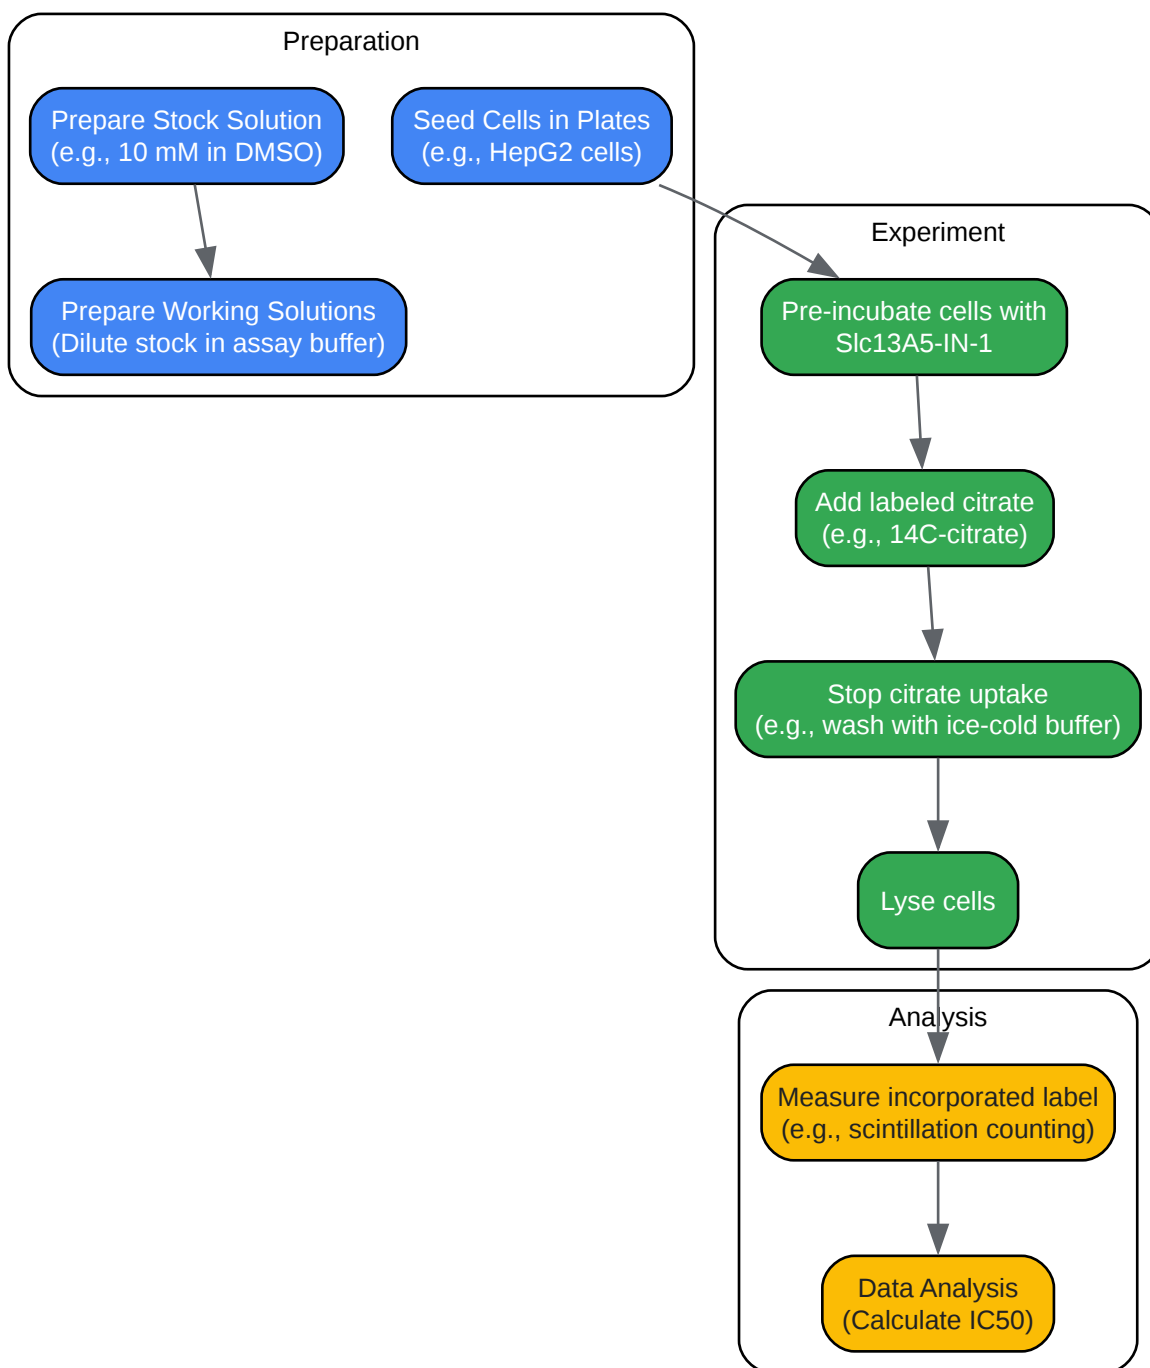 Preparation
Prepare Stock Solution
(e.g., 10 mM in DMSO)
Seed Cells in Plates
(e.g., HepG2 cells)
Prepare Working Solutions
(Dilute stock in assay buffer)
Experiment
Pre-incubate cells with
Slc13A5-IN-1
Add labeled citrate
(e.g., 14C-citrate)
Stop citrate uptake
(e.g., wash with ice-cold buffer)
Lyse cells
Analysis
Measure incorporated label
(e.g., scintillation counting)
Data Analysis
(Calculate IC50)